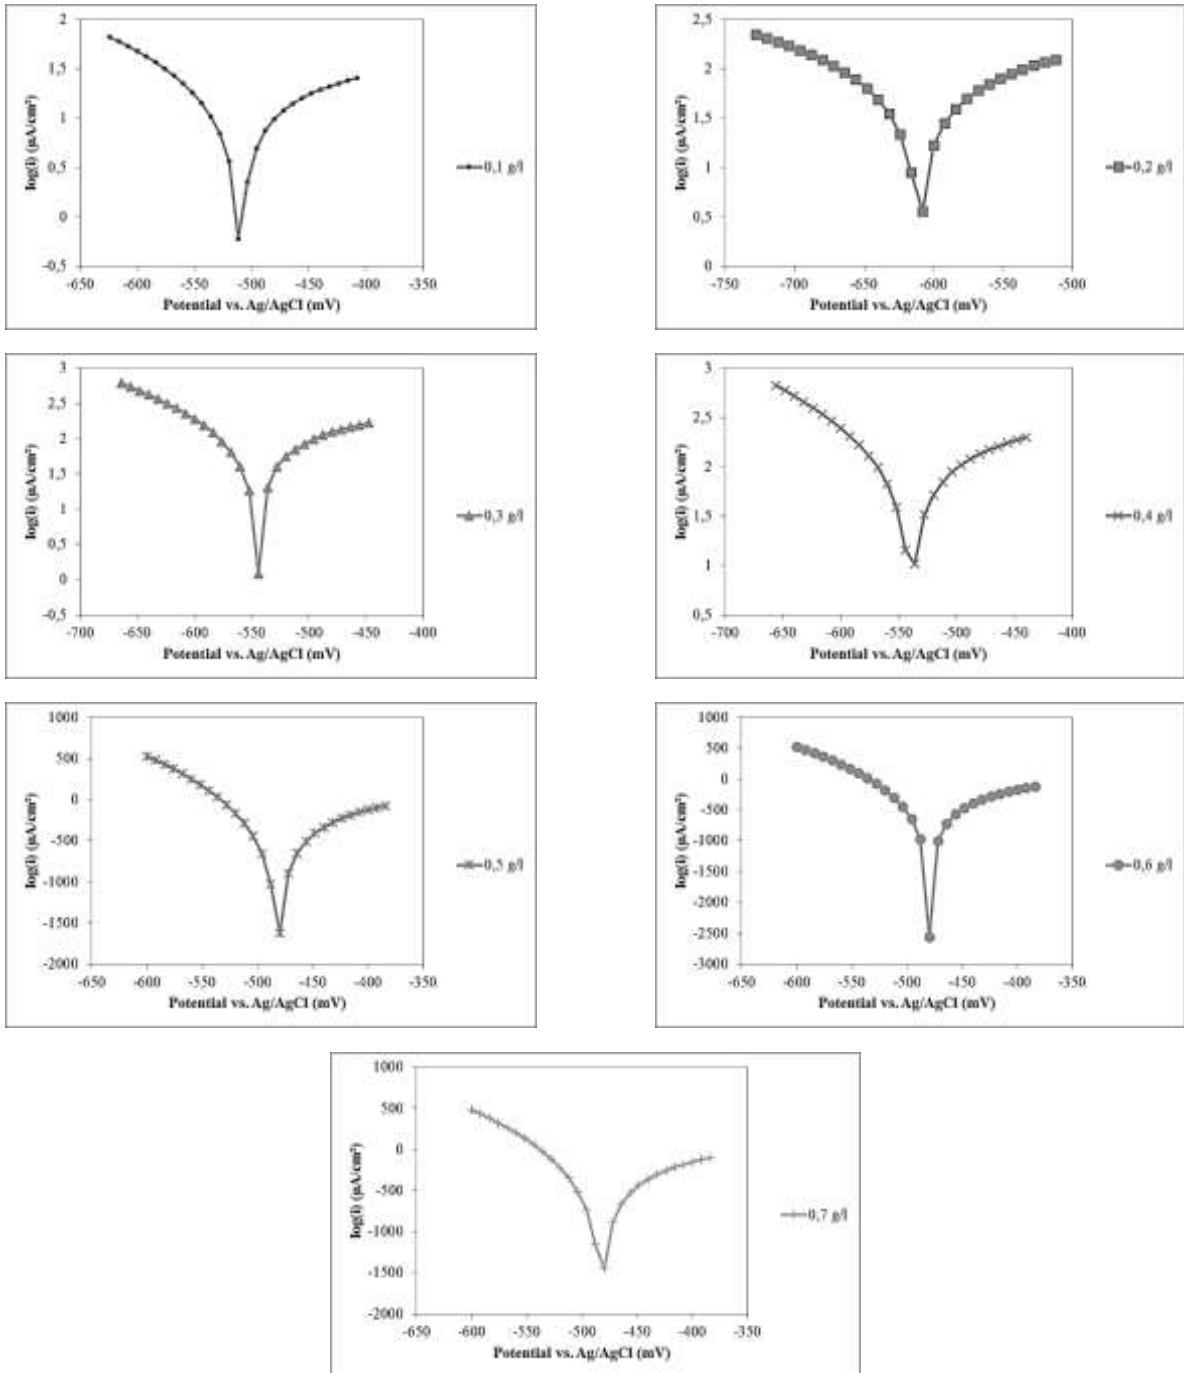 2
1,5
1
0,5
0
-0,5
log(i) (µA/cm²)
-650 -600 -550 -500 -450 -400 -350
Potential vs. Ag/AgCl (mV)
0,1 g/l
2,5
2
1,5
1
0,5
0
log(i) (µA/cm²)
-750 -700 -650 -600 -550 -500
Potential vs. Ag/AgCl (mV)
0,2 g/l
3
2,5
2
1,5
1
0,5
0
-0,5
log(i) (µA/cm²)
-700 -650 -600 -550 -500 -450 -400
Potential vs. Ag/AgCl (mV)
0,3 g/l
3
2,5
2
1,5
1
0,5
log(i) (µA/cm²)
-700 -650 -600 -550 -500 -450 -400
Potential vs. Ag/AgCl (mV)
0,4 g/l
1000
500
0
-500
-1000
-1500
-2000
log(i) (µA/cm²)
-650 -600 -550 -500 -450 -400 -350
Potential vs. Ag/AgCl (mV)
0,5 g/l
1000
500
0
-500
-1000
-1500
-2000
-2500
-3000
log(i) (µA/cm²)
-650 -600 -550 -500 -450 -400 -350
Potential vs. Ag/AgCl (mV)
0,6 g/l
1000
500
0
-500
-1000
-1500
-2000
log(i) (µA/cm²)
-650 -600 -550 -500 -450 -400 -350
Potential vs. Ag/AgCl (mV)
0,7 g/l